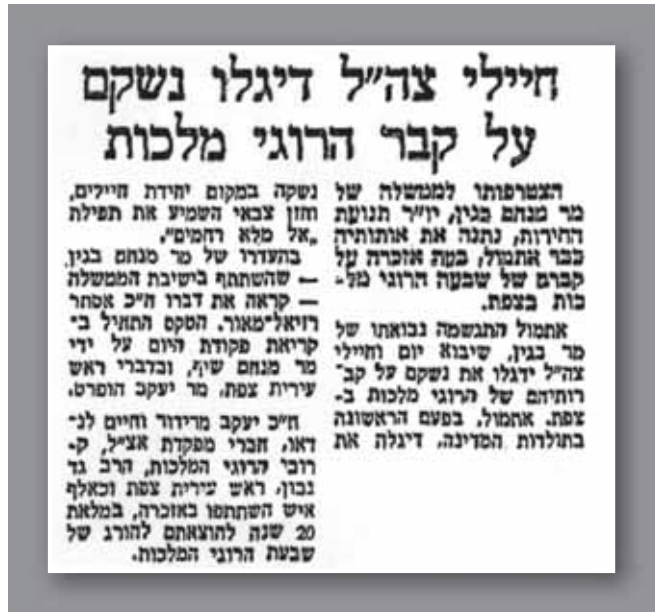 חיילי צה"ל דיגלו נשקם
על קבר הרוגי מלכות
הצטרפותו לממשלה של
מר מנחם בגין, יו"ר תנועת
החירות, נתנה את אותותיה
כבר אתמול, בעת אזכרה על
קברם של שבעה הרוגי מל־
כות בצפת.
אתמול התגשמה נבואתו של
מר בגין, שיבוא יום וחיילי
צה"ל ידגלו את נשקם על קב־
רותיהם של הרוגי מלכות ב־
צפת. אתמול, בפעם הראשונה
בתולדות המדינה, דיגלה את
נשקה במקום יחידת חיילים,
וחזן צבאי השמיע את תפילת
„אל מלא רחמים".
בהעדרו של מר מנחם בגין
— שהשתתף בישיבת הממשלה
— קראה את דברו ח"כ אסתר
רזיאל־נאור. הטקס התחיל ב־
קריאת פקודת היום על ידי
מר מנחם שיף, ובדברי ראש
עירית צפת, מר יעקב הופרט.
ח"כ יעקב מרידור וחיים לנ־
דאו, חברי מפקדת אצ"ל, ק־
רובי הרוגי המלכות, הרב גד
נבון, ראש עירית צפת וכאלף
איש השתתפו באזכרה, במלאת
20 שנה להוצאתם להורג של
שבעת הרוגי המלכות.